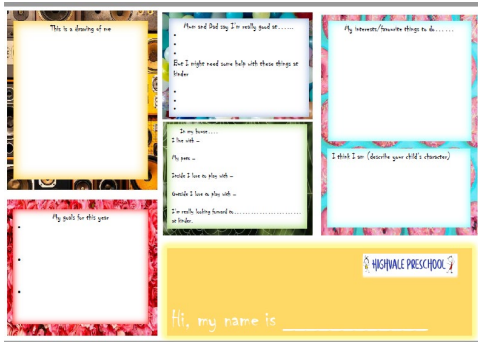 This is a drawing of me
Mum and Dad say I'm really good at.......
But I might need some help with these things at
kinder
My interests/favourite things to do.......
In my house....
I live with –
My pets –
Inside I love to play with –
Outside I love to play with –
I'm really looking forward to..........................
at kinder.
I think I am (describe your child's character)
My goals for this year
HIGHVALE PRESCHOOL
Hi, my name is _______________